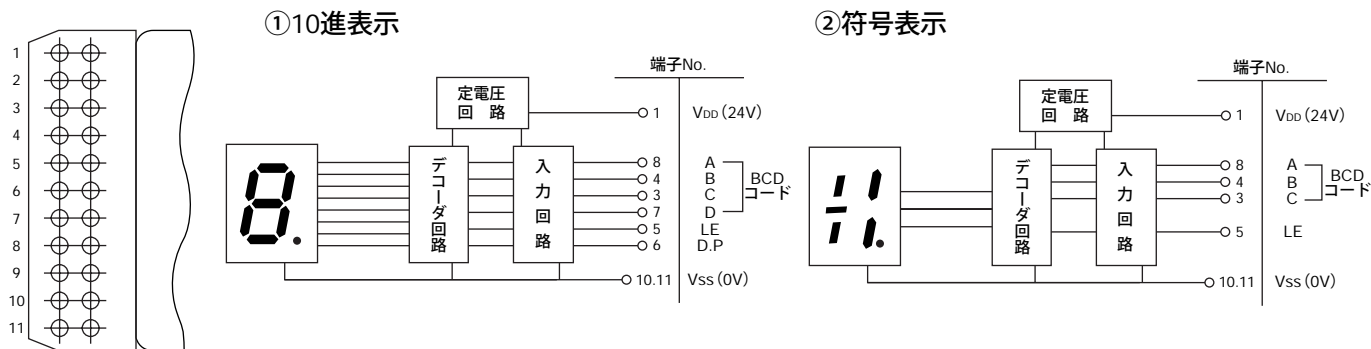 ①10進表示
②符号表示
1
2
3
4
5
6
7
8
9
10
11
端子No.
定電圧
回 路
1 VDD(24V)
デコーダ回路
入力回路
8 A
4 B
3 C
7 D
BCD
コード
5 LE
6 D.P
10.11 Vss(0V)
端子No.
定電圧
回 路
1 VDD(24V)
デコーダ回路
入力回路
8 A
4 B
3 C
BCD
コード
5 LE
10.11 Vss(0V)